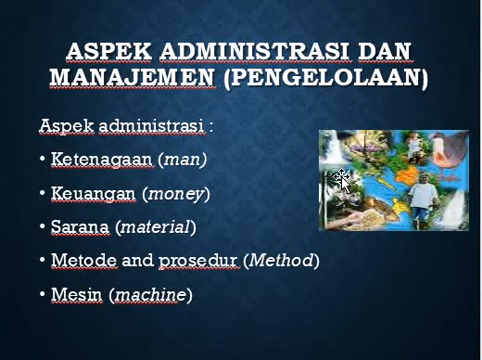 ASPEK ADMINISTRASI DAN
MANAJEMEN (PENGELOLAAN)
Aspek administrasi :
• Ketenagaan (man)
• Keuangan (money)
• Sarana (material)
• Metode and prosedur (Method)
• Mesin (machine)